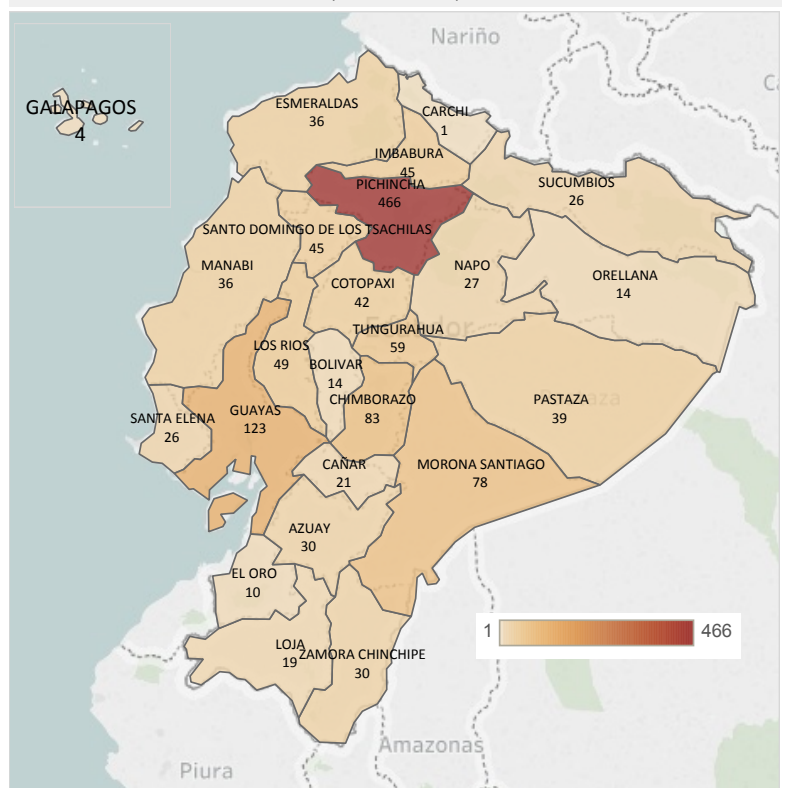 Nariño
GALAPAGOS
4
ESMERALDAS
36
CARCHI
1
IMBABURA
45
PICHINCHA
466
SUCUMBIOS
26
SANTO DOMINGO DE LOS TSACHILAS
45
MANABI
36
COTOPAXI
42
NAPO
27
ORELLANA
14
Ecuador
TUNGURAHUA
59
LOS RIOS
49
BOLIVAR
14
CHIMBORAZO
83
PASTAZA
39
SANTA ELENA
26
GUAYAS
123
CAÑAR
21
MORONA SANTIAGO
78
AZUAY
30
EL ORO
10
1
466
LOJA
19
ZAMORA CHINCHIPE
30
Amazonas
Piura